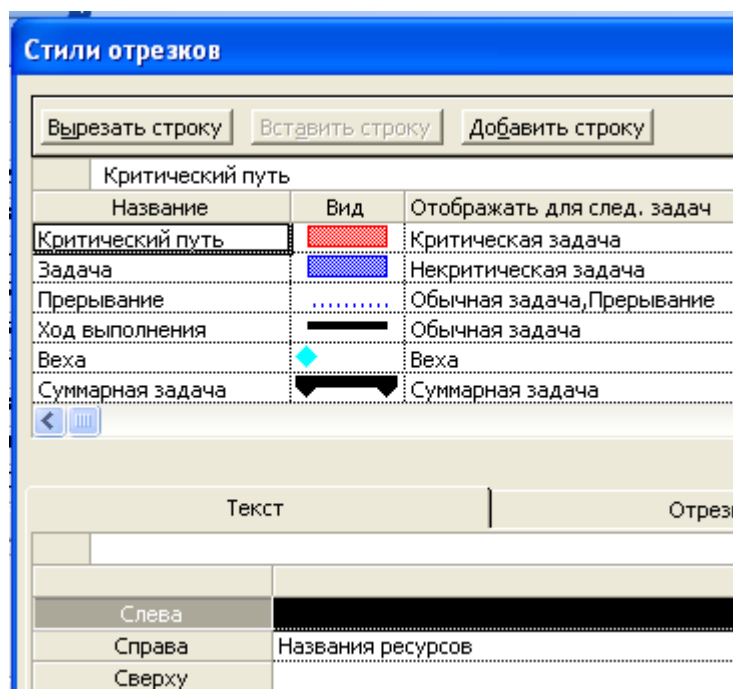 Стили отрезков
Вырезать строку Вставить строку Добавить строку
Критический путь
Название Вид Отображать для след. задач
Критический путь Критическая задача
Задача Некритическая задача
Прерывание Обычная задача,Прерывание
Ход выполнения Обычная задача
Веха Веха
Суммарная задача Суммарная задача
Текст
Слева
Справа Названия ресурсов
Сверху